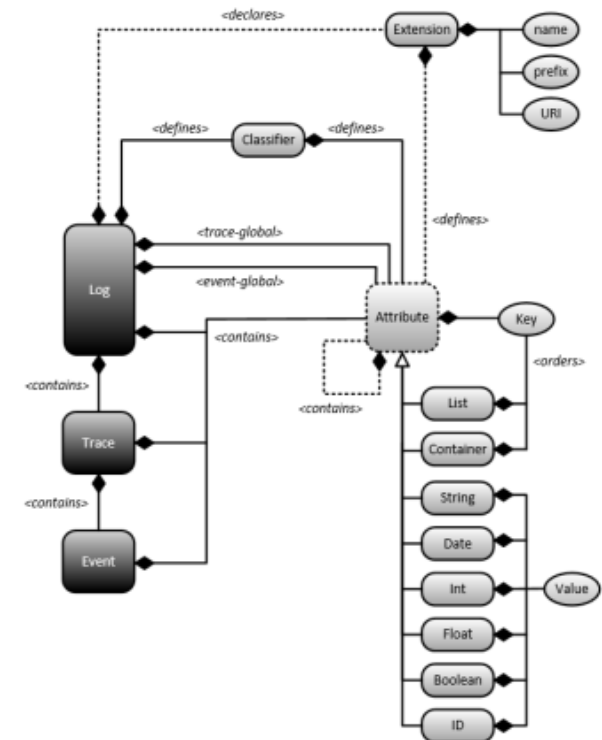 <declares>
Extension
name
prefix
URI
<defines>
Classifier
<defines>
<defines>
<trace-global>
<event-global>
Log
Attribute
Key
<contains>
<orders>
<contains>
<contains>
List
Trace
Container
<contains>
String
Date
Event
Int
Value
Float
Boolean
ID